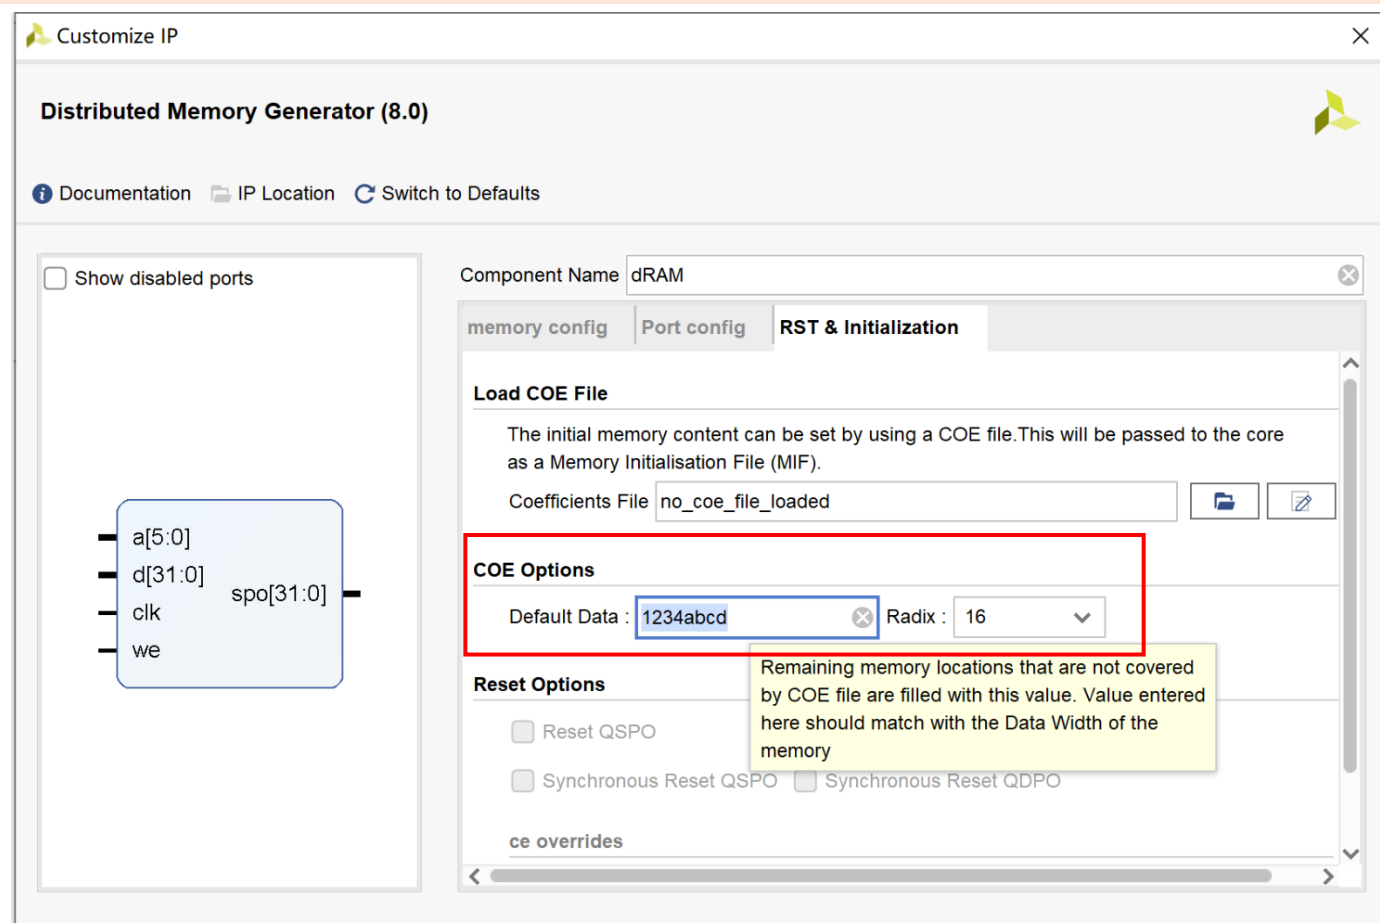 Customize IP
Distributed Memory Generator (8.0)
Documentation IP Location Switch to Defaults
Show disabled ports
a[5:0]
d[31:0]
clk
we
spo[31:0]
Component Name dRAM
memory config Port config RST & Initialization
Load COE File
The initial memory content can be set by using a COE file.This will be passed to the core
as a Memory Initialisation File (MIF).
Coefficients File no_coe_file_loaded
COE Options
Default Data : 1234abcd Radix : 16
Remaining memory locations that are not covered
by COE file are filled with this value. Value entered
here should match with the Data Width of the
memory
Reset Options
Reset QSPO
Synchronous Reset QSPO Synchronous Reset QDPO
ce overrides